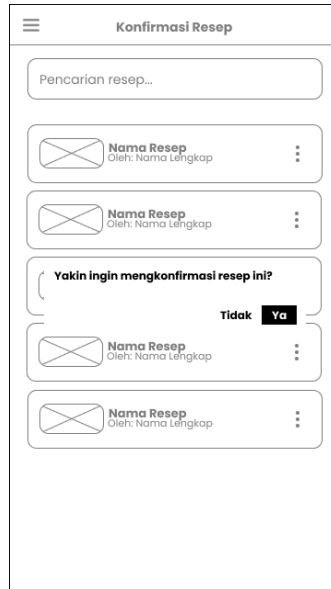 Konfirmasi Resep
Pencarian resep...
Nama Resep
Oleh: Nama Lengkap
Nama Resep
Oleh: Nama Lengkap
Yakin ingin mengkonfirmasi resep ini?
Tidak Ya
Nama Resep
Oleh: Nama Lengkap
Nama Resep
Oleh: Nama Lengkap